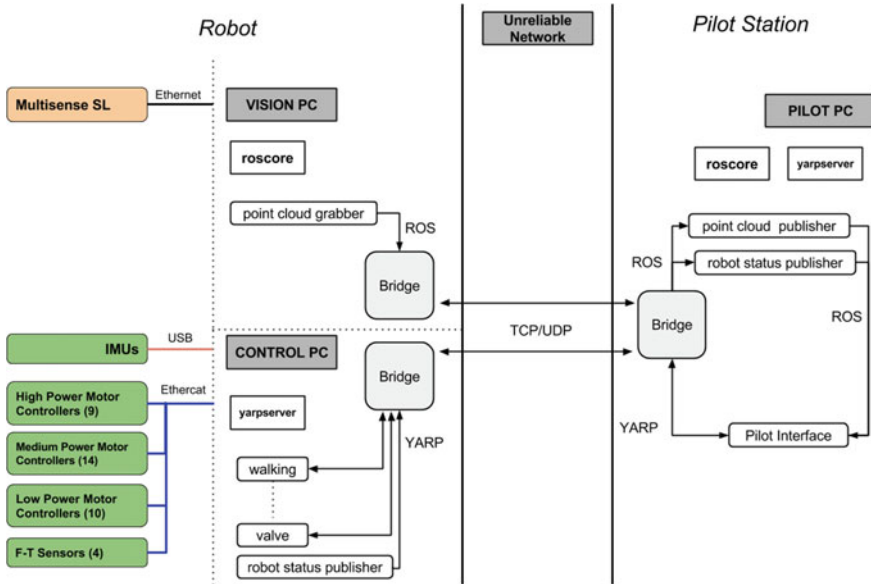 Robot
Unreliable
Network
Pilot Station
Multisense SL
Ethernet
VISION PC
PILOT PC
roscore
roscore
yarpserver
point cloud grabber
ROS
Bridge
point cloud publisher
robot status publisher
ROS
ROS
Bridge
TCP/UDP
IMUs
USB
CONTROL PC
Bridge
Ethercat
High Power Motor
Controllers (9)
yarpserver
YARP
Medium Power Motor
Controllers (14)
walking
Low Power Motor
Controllers (10)
valve
F-T Sensors (4)
robot status publisher
YARP
Pilot Interface